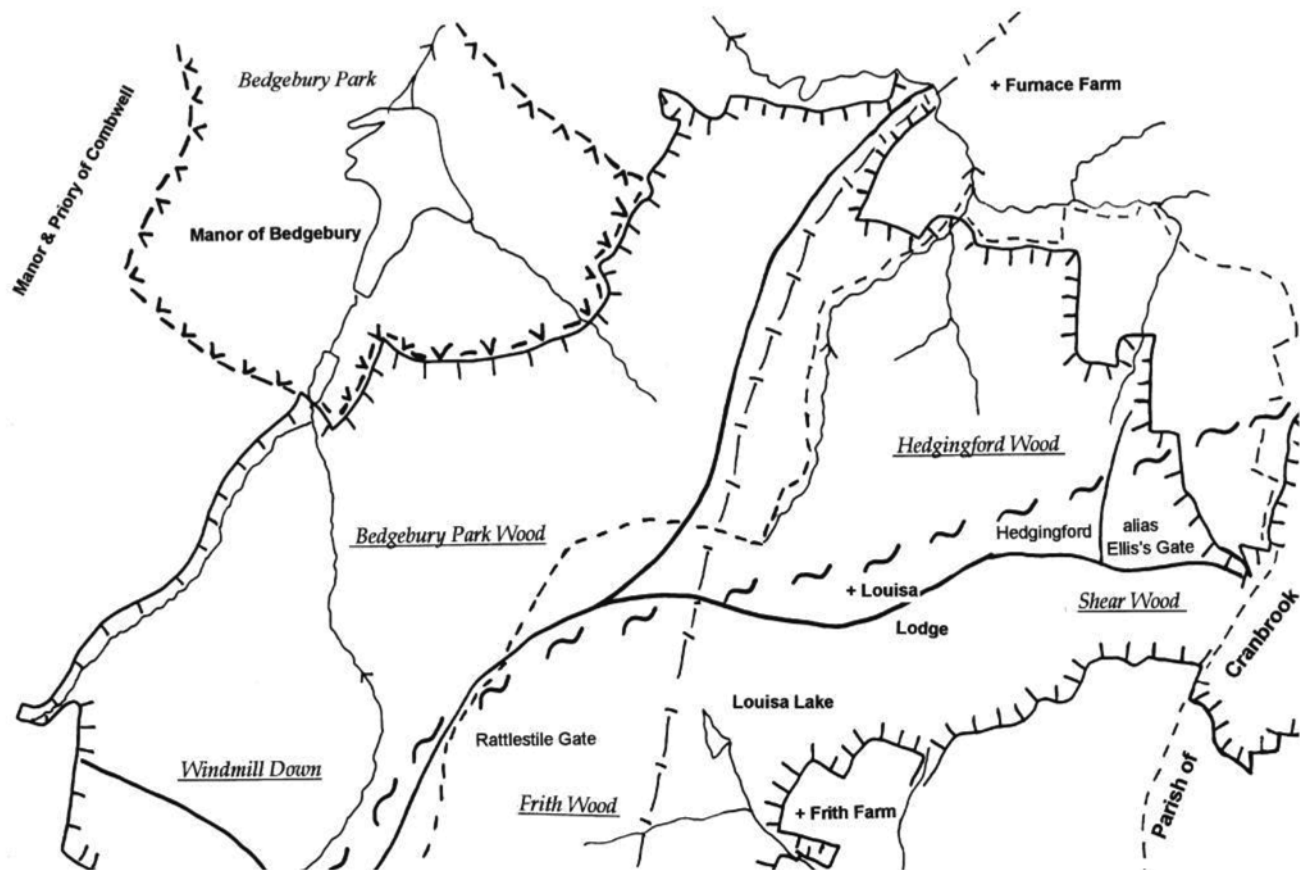 Bedgebury Park
+ Furnace Farm
Manor & Priory of Combwell
Manor of Bedgebury
Hedgingford Wood
Bedgebury Park Wood
Hedgingford
alias
Ellis's Gate
+ Louisa
Lodge
Shear Wood
Cranbrook
Louisa Lake
Rattlestile Gate
Windmill Down
Frith Wood
+ Frith Farm
Parish of